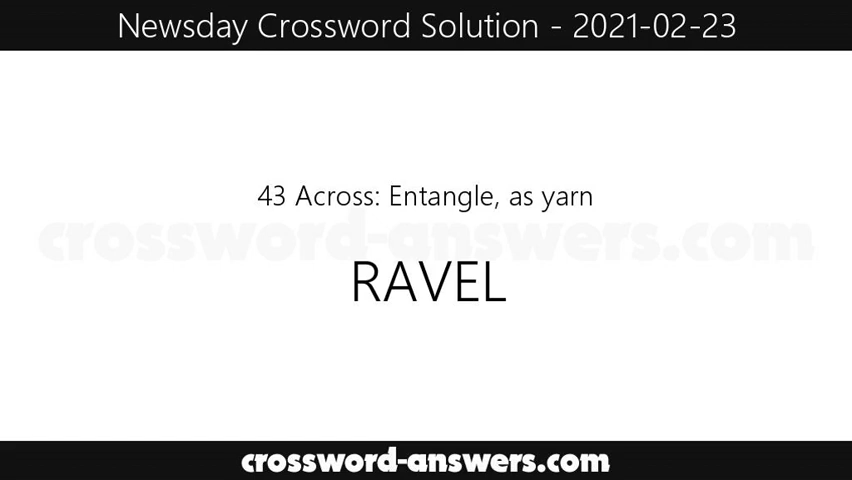 Newsday Crossword Solution - 2021-02-23
43 Across: Entangle, as yarn
crossword-answers.com
RAVEL
crossword-answers.com